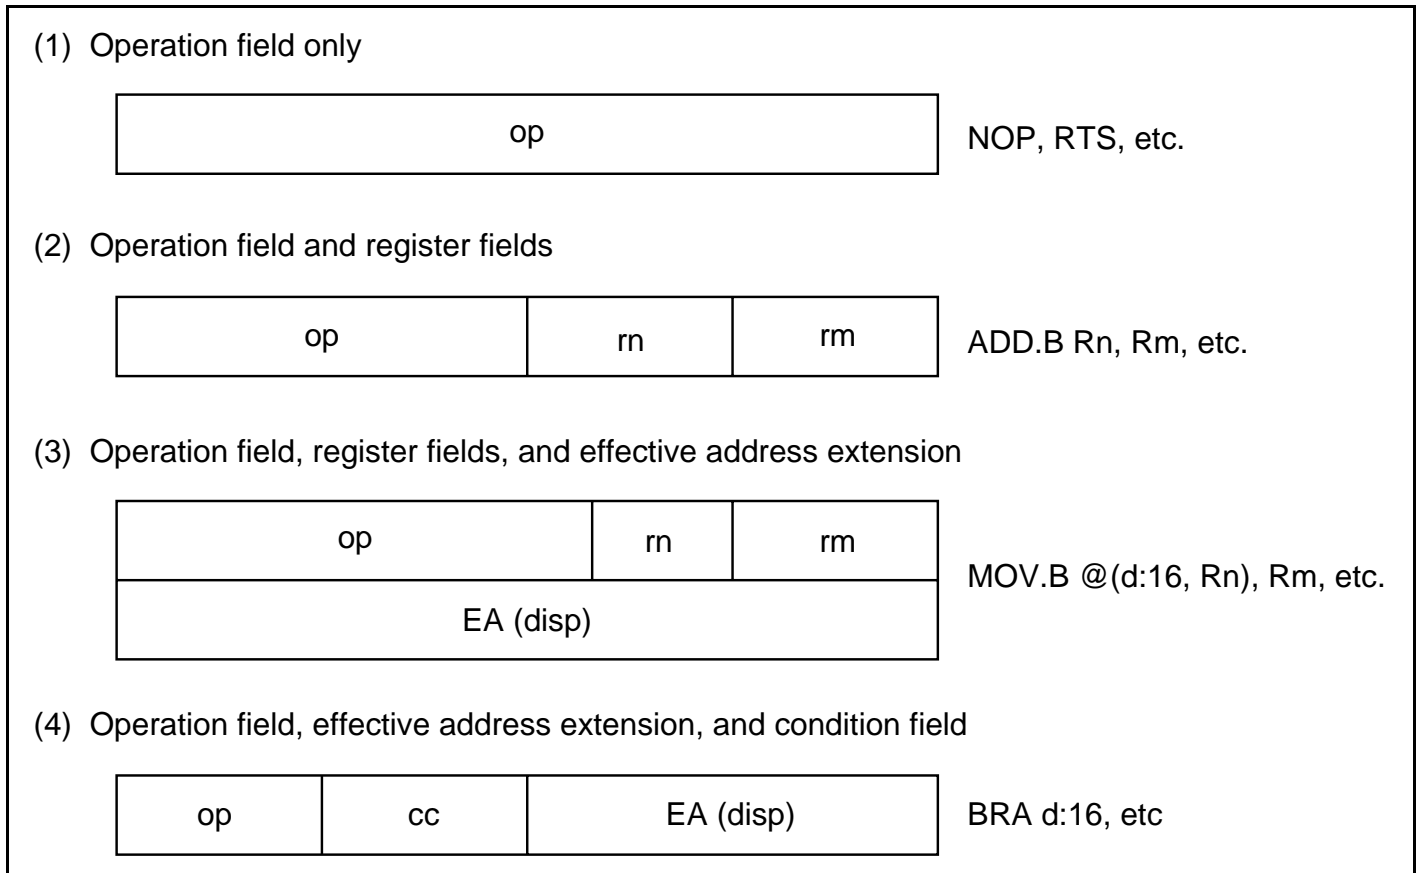 (1) Operation field only
op
NOP, RTS, etc.
(2) Operation field and register fields
op rn rm
ADD.B Rn, Rm, etc.
(3) Operation field, register fields, and effective address extension
op rn rm
MOV.B @(d:16, Rn), Rm, etc.
EA (disp)
(4) Operation field, effective address extension, and condition field
op cc EA (disp)
BRA d:16, etc